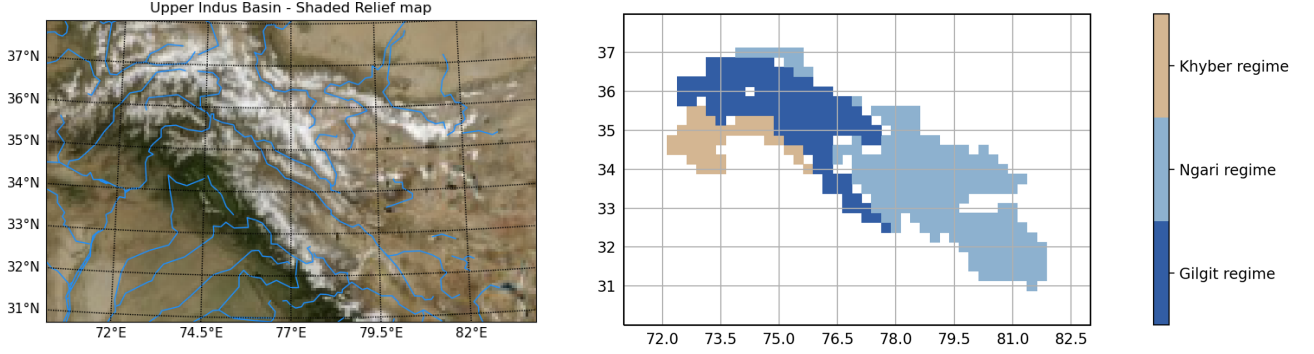 Upper Indus Basin - Shaded Relief map
37°N
36°N
35°N
34°N
33°N
32°N
31°N
72°E
74.5°E
77°E
79.5°E
82°E
37
36
35
34
33
32
31
72.0
73.5
75.0
76.5
78.0
79.5
81.0
82.5
Khyber regime
Ngari regime
Gilgit regime